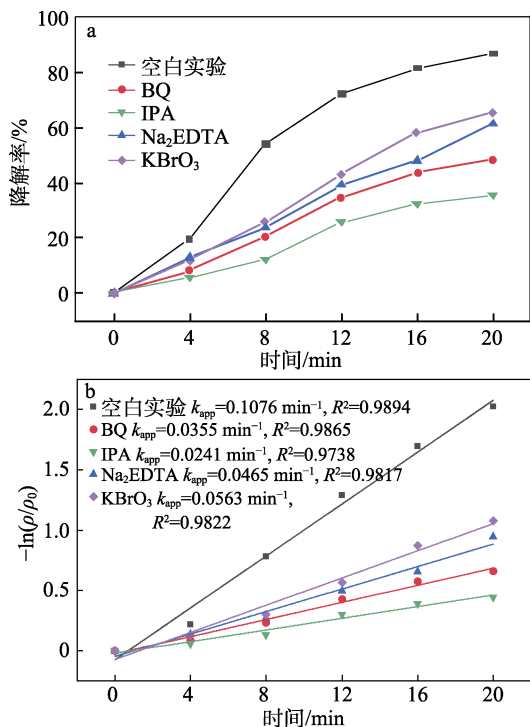 a
100
80
60
40
20
0
降解率/%
空白实验
BQ
IPA
Na₂EDTA
KBrO₃
0 4 8 12 16 20
时间/min
b
2.0
1.5
1.0
0.5
0
−ln(ρ/ρ₀)
空白实验 kapp=0.1076 min⁻¹, R²=0.9894
BQ kapp=0.0355 min⁻¹, R²=0.9865
IPA kapp=0.0241 min⁻¹, R²=0.9738
Na₂EDTA kapp=0.0465 min⁻¹, R²=0.9817
KBrO₃ kapp=0.0563 min⁻¹,
R²=0.9822
0 4 8 12 16 20
时间/min